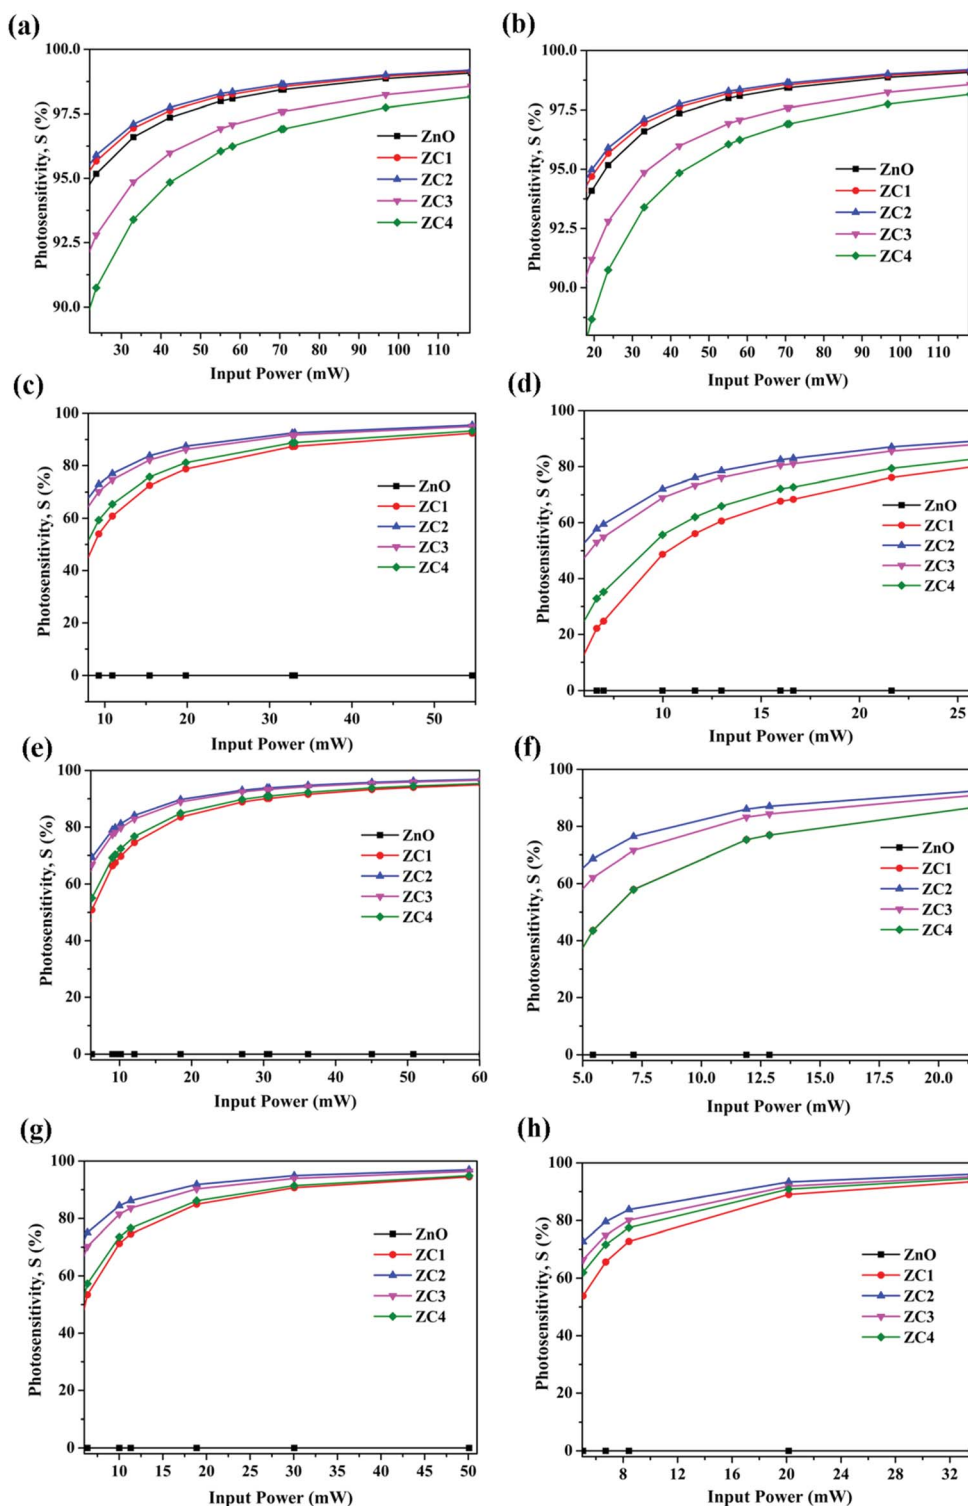 (a)
100.0
97.5
95.0
92.5
90.0
Photosensitivity, S (%)
ZnO
ZC1
ZC2
ZC3
ZC4
30 40 50 60 70 80 90 100 110
Input Power (mW)
(b)
100.0
97.5
95.0
92.5
90.0
Photosensitivity, S (%)
ZnO
ZC1
ZC2
ZC3
ZC4
20 30 40 50 60 70 80 90 100 110
Input Power (mW)
(c)
100
80
60
40
20
0
Photosensitivity, S (%)
ZnO
ZC1
ZC2
ZC3
ZC4
10 20 30 40 50
Input Power (mW)
(d)
100
80
60
40
20
0
Photosensitivity, S (%)
ZnO
ZC1
ZC2
ZC3
ZC4
10 15 20 25
Input Power (mW)
(e)
100
80
60
40
20
0
Photosensitivity, S (%)
ZnO
ZC1
ZC2
ZC3
ZC4
10 20 30 40 50 60
Input Power (mW)
(f)
100
80
60
40
20
0
Photosensitivity, S (%)
ZnO
ZC1
ZC2
ZC3
ZC4
5.0 7.5 10.0 12.5 15.0 17.5 20.0
Input Power (mW)
(g)
100
80
60
40
20
0
Photosensitivity, S (%)
ZnO
ZC1
ZC2
ZC3
ZC4
10 20 30 40 50
Input Power (mW)
(h)
100
80
60
40
20
0
Photosensitivity, S (%)
ZnO
ZC1
ZC2
ZC3
ZC4
8 12 16 20 24 28 32
Input Power (mW)